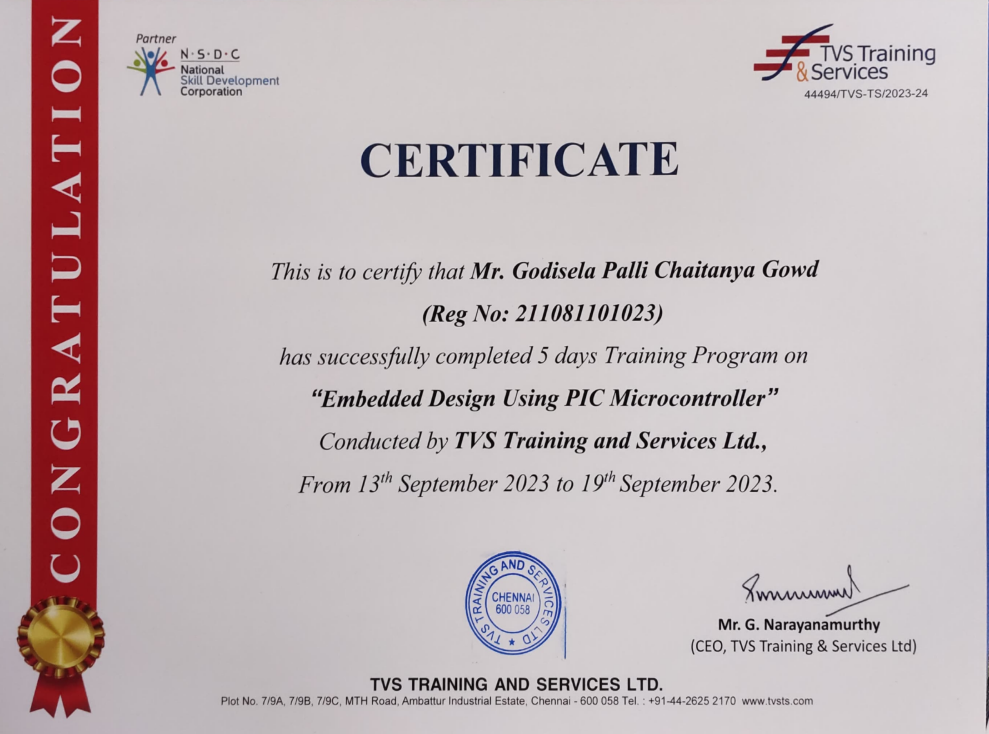 CONGRATULATION
Partner
N·S·D·C
National
Skill Development
Corporation
TVS Training
& Services
44494/TVS-TS/2023-24
CERTIFICATE
This is to certify that Mr. Godisela Palli Chaitanya Gowd
(Reg No: 211081101023)
has successfully completed 5 days Training Program on
“Embedded Design Using PIC Microcontroller”
Conducted by TVS Training and Services Ltd.,
From 13th September 2023 to 19th September 2023.
TVS TRAINING AND SERVICES LTD
CHENNAI
600 058
★
Mr. G. Narayanamurthy
(CEO, TVS Training & Services Ltd)
TVS TRAINING AND SERVICES LTD.
Plot No. 7/9A, 7/9B, 7/9C, MTH Road, Ambattur Industrial Estate, Chennai - 600 058 Tel. : +91-44-2625 2170 www.tvsts.com